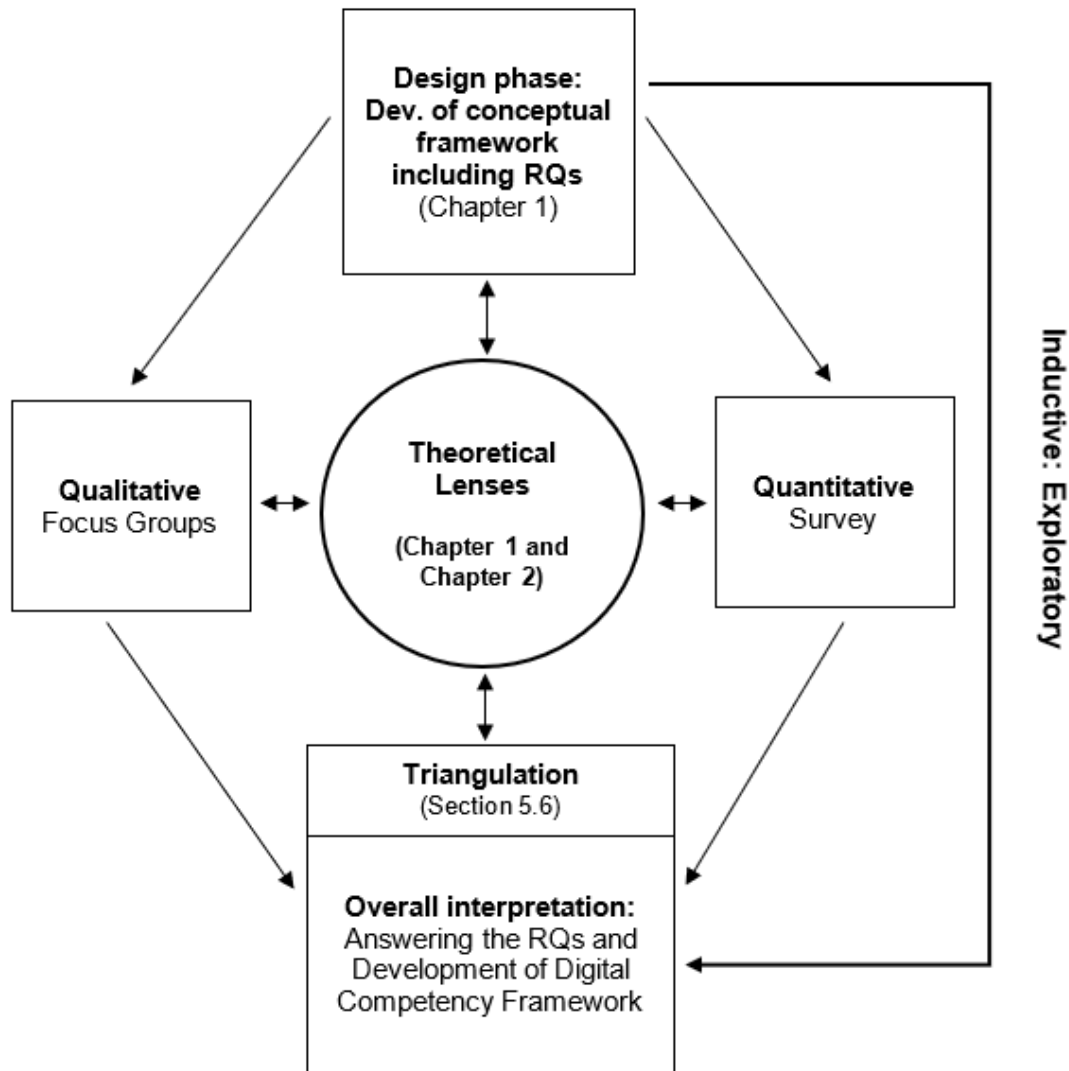 Design phase:
Dev. of conceptual
framework
including RQs
(Chapter 1)
Theoretical
Lenses
(Chapter 1 and
Chapter 2)
Qualitative
Focus Groups
Quantitative
Survey
Inductive: Exploratory
Triangulation
(Section 5.6)
Overall interpretation:
Answering the RQs and
Development of Digital
Competency Framework